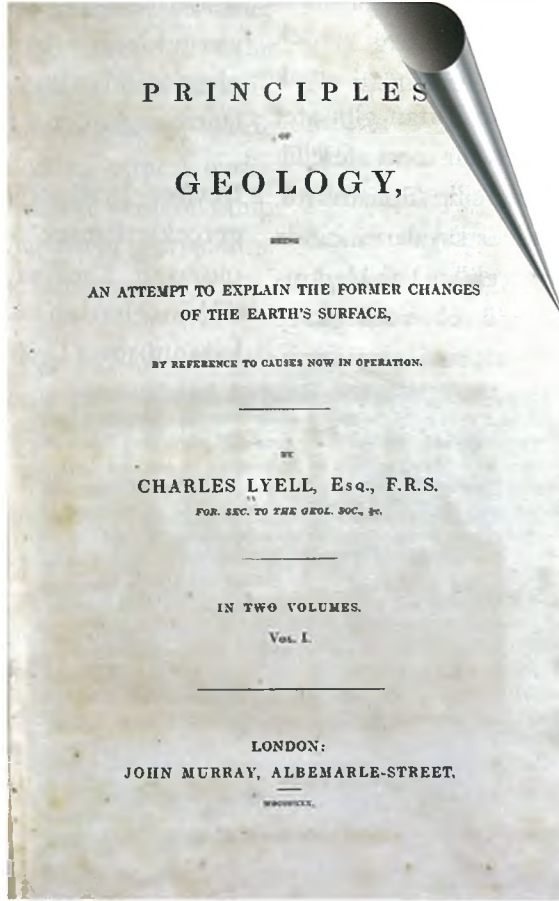 PRINCIPLES
OF
GEOLOGY,
BEING
AN ATTEMPT TO EXPLAIN THE FORMER CHANGES
OF THE EARTH'S SURFACE,
BY REFERENCE TO CAUSES NOW IN OPERATION.
BY
CHARLES LYELL, Esq., F.R.S.
FOR. SEC. TO THE GEOL. SOC., &c.
IN TWO VOLUMES.
Vol. I.
LONDON:
JOHN MURRAY, ALBEMARLE-STREET.